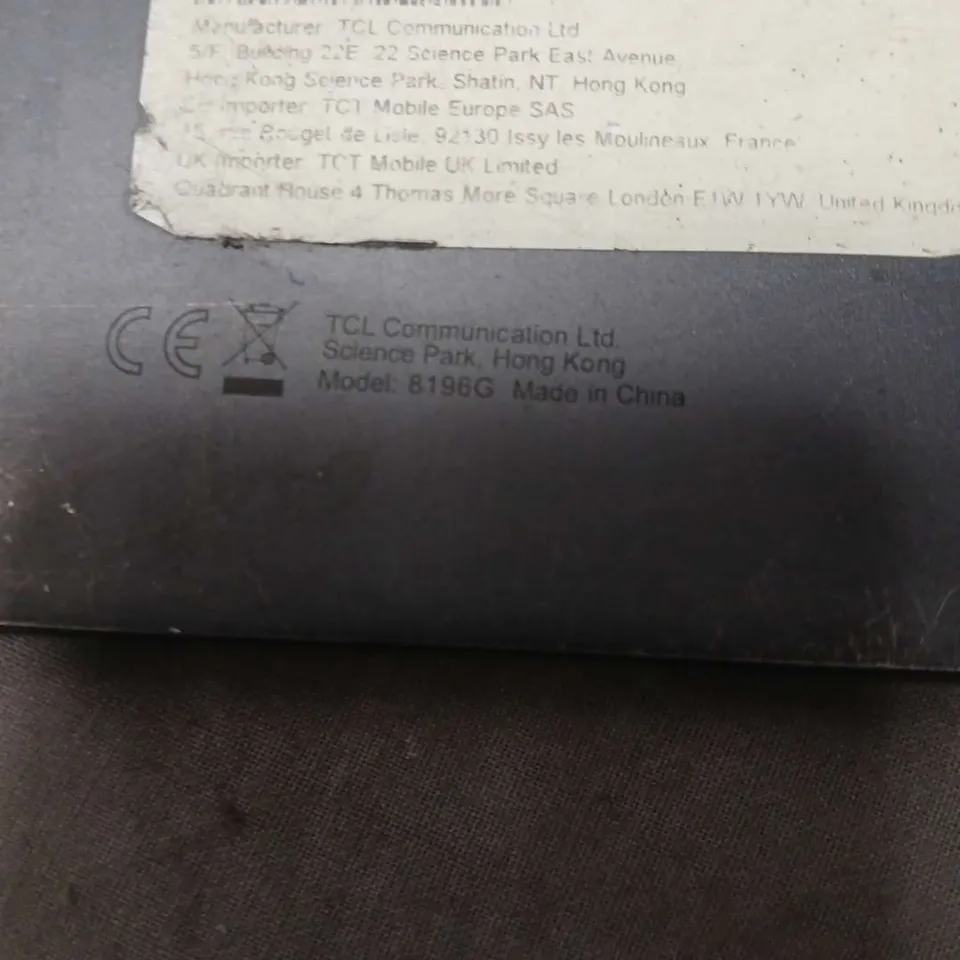 Manufacturer TCL Communication Ltd
5/F Building 22E 22 Science Park East Avenue
Hong Kong Science Park, Shatin, NT Hong Kong
Importer TCT Mobile Europe SAS
Rouget de Lisle, 92130 Issy les Moulineaux France
UK Importer TCT Mobile UK Limited
Quadrant House 4 Thomas More Square London E1W 1YW United
CE
TCL Communication Ltd.
Science Park, Hong Kong
Model: 8196G Made in China